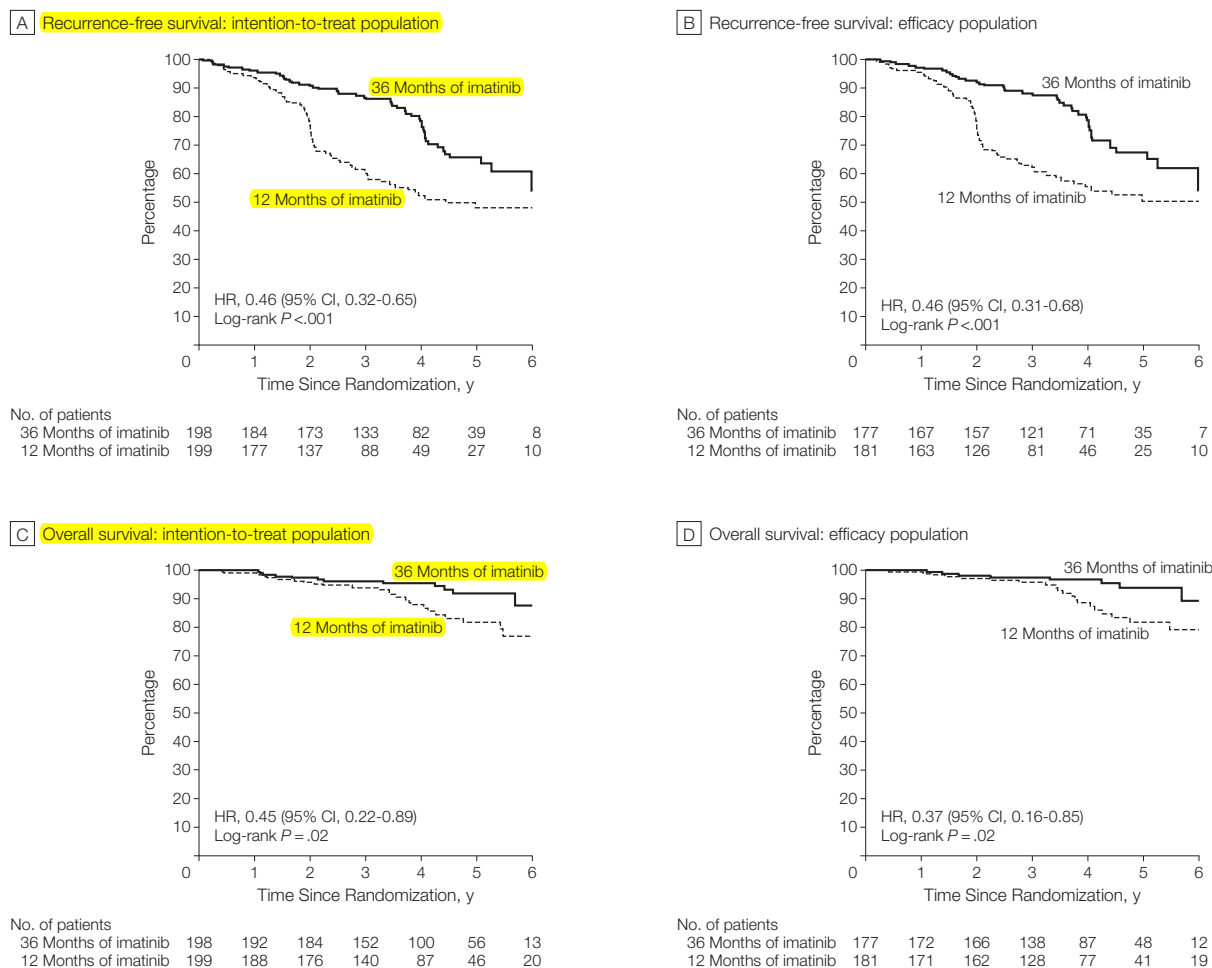 A Recurrence-free survival: intention-to-treat population
100
90
80
70
60
50
40
30
20
10
0
Percentage
36 Months of imatinib
12 Months of imatinib
HR, 0.46 (95% CI, 0.32-0.65)
Log-rank P <.001
1 2 3 4 5 6
Time Since Randomization, y
No. of patients
36 Months of imatinib 198 184 173 133 82 39 8
12 Months of imatinib 199 177 137 88 49 27 10
B Recurrence-free survival: efficacy population
100
90
80
70
60
50
40
30
20
10
0
Percentage
36 Months of imatinib
12 Months of imatinib
HR, 0.46 (95% CI, 0.31-0.68)
Log-rank P <.001
1 2 3 4 5 6
Time Since Randomization, y
No. of patients
36 Months of imatinib 177 167 157 121 71 35 7
12 Months of imatinib 181 163 126 81 46 25 10
C Overall survival: intention-to-treat population
100
90
80
70
60
50
40
30
20
10
0
Percentage
36 Months of imatinib
12 Months of imatinib
HR, 0.45 (95% CI, 0.22-0.89)
Log-rank P = .02
1 2 3 4 5 6
Time Since Randomization, y
No. of patients
36 Months of imatinib 198 192 184 152 100 56 13
12 Months of imatinib 199 188 176 140 87 46 20
D Overall survival: efficacy population
100
90
80
70
60
50
40
30
20
10
0
Percentage
36 Months of imatinib
12 Months of imatinib
HR, 0.37 (95% CI, 0.16-0.85)
Log-rank P = .02
1 2 3 4 5 6
Time Since Randomization, y
No. of patients
36 Months of imatinib 177 172 166 138 87 48 12
12 Months of imatinib 181 171 162 128 77 41 19